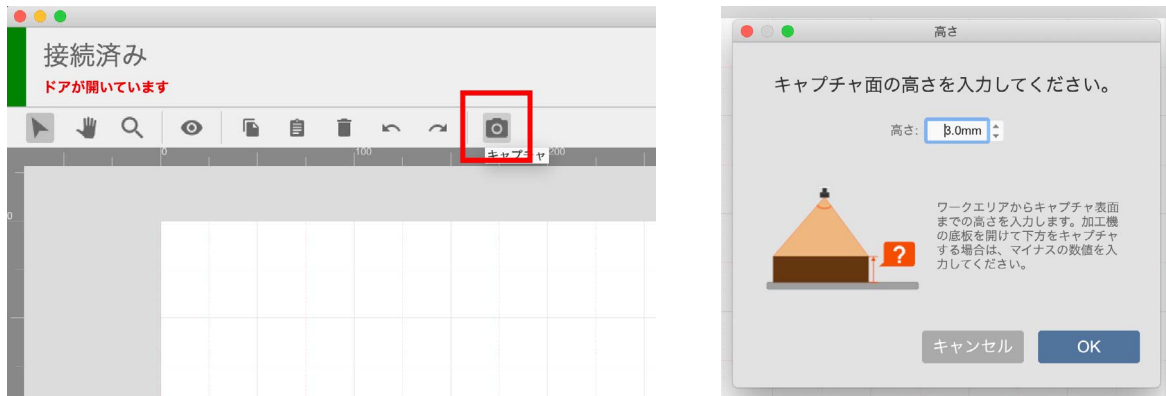 接続済み
ドアが開いています
キャプチャ
0
100
200
0
高さ
キャプチャ面の高さを入力してください。
高さ: 3.0mm
?
ワークエリアからキャプチャ表面
までの高さを入力します。加工機
の底板を開けて下方をキャプチャ
する場合は、マイナスの数値を入
力してください。
キャンセル
OK